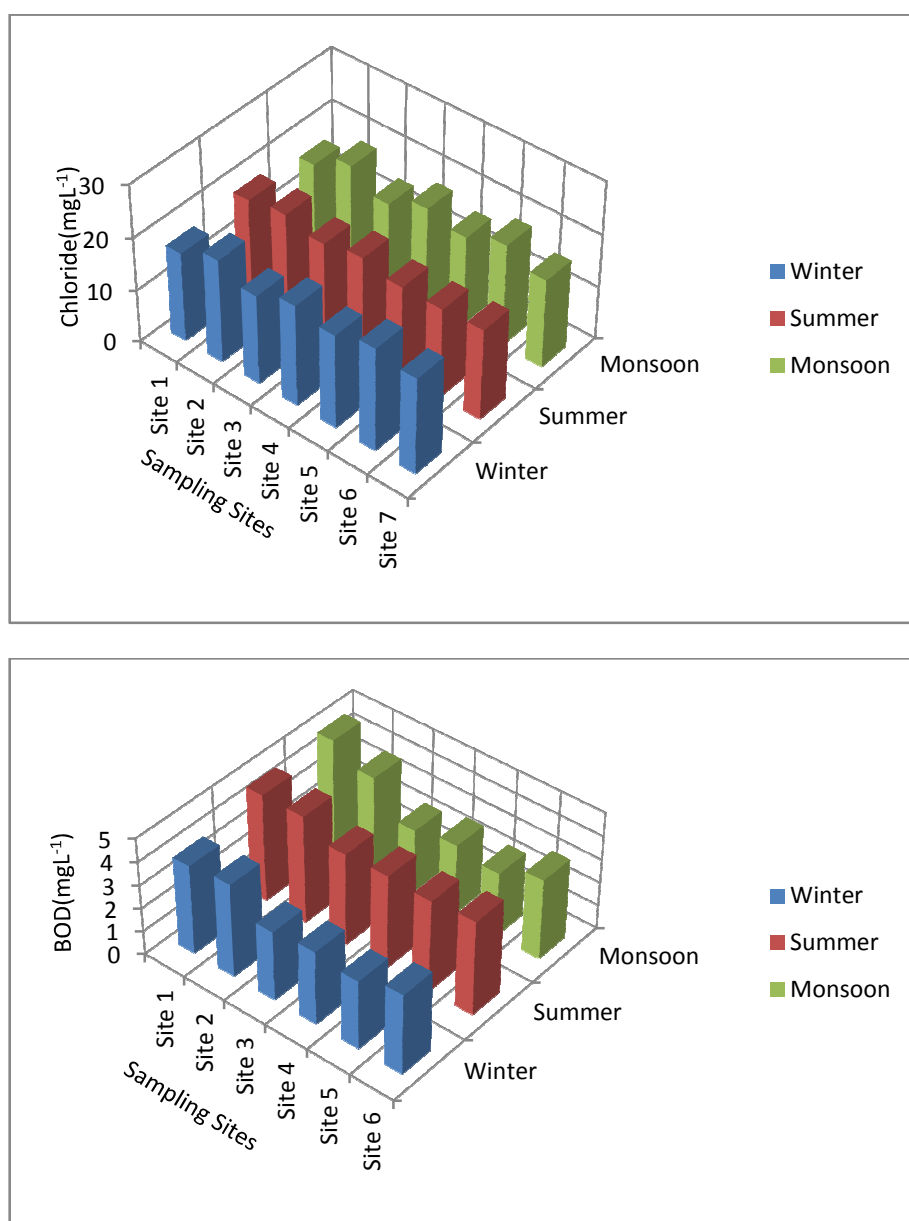 Chloride(mgL-1)
30
20
10
0
Site 1
Site 2
Site 3
Site 4
Site 5
Site 6
Site 7
Sampling Sites
Winter
Summer
Monsoon
Winter
Summer
Monsoon
BOD(mgL-1)
5
4
3
2
1
0
Site 1
Site 2
Site 3
Site 4
Site 5
Site 6
Sampling Sites
Winter
Summer
Monsoon
Winter
Summer
Monsoon